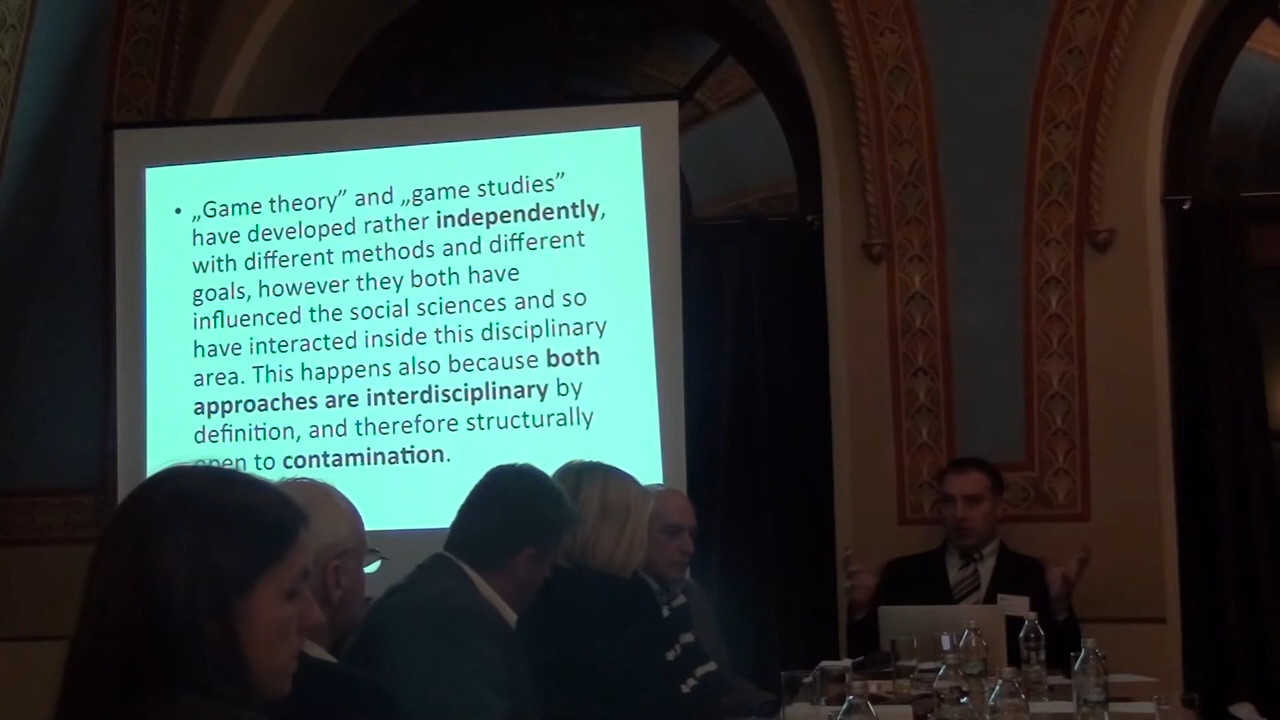 • „Game theory” and „game studies”
have developed rather independently,
with different methods and different
goals, however they both have
influenced the social sciences and so
have interacted inside this disciplinary
area. This happens also because both
approaches are interdisciplinary by
definition, and therefore structurally
open to contamination.